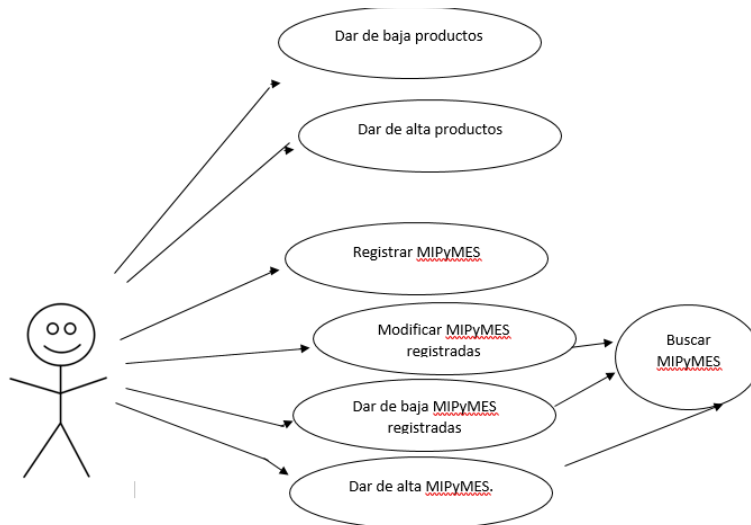 Dar de baja productos
Dar de alta productos
Registrar MIPyMES
Modificar MIPyMES
registradas
Buscar
MIPyMES
Dar de baja MIPyMES
registradas
Dar de alta MIPyMES.